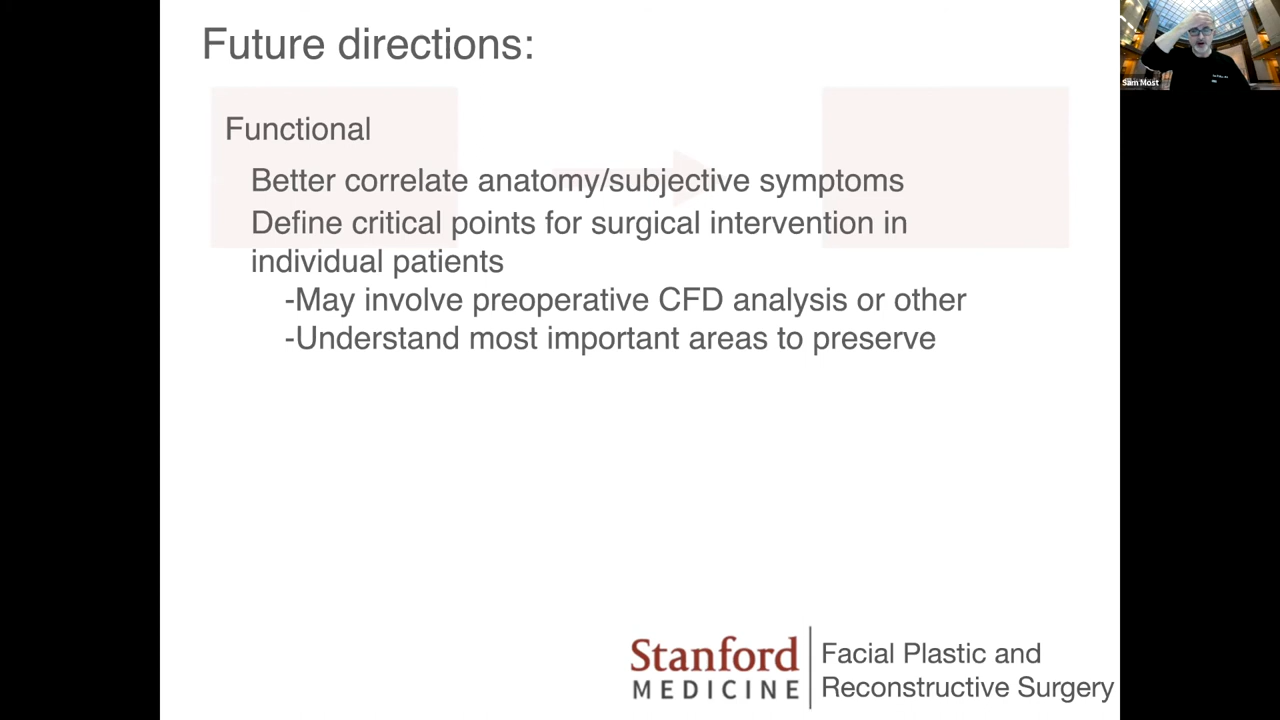 Future directions:
Functional
Better correlate anatomy/subjective symptoms
Define critical points for surgical intervention in
individual patients
-May involve preoperative CFD analysis or other
-Understand most important areas to preserve
Stanford
MEDICINE
Facial Plastic and
Reconstructive Surgery
Sam Most